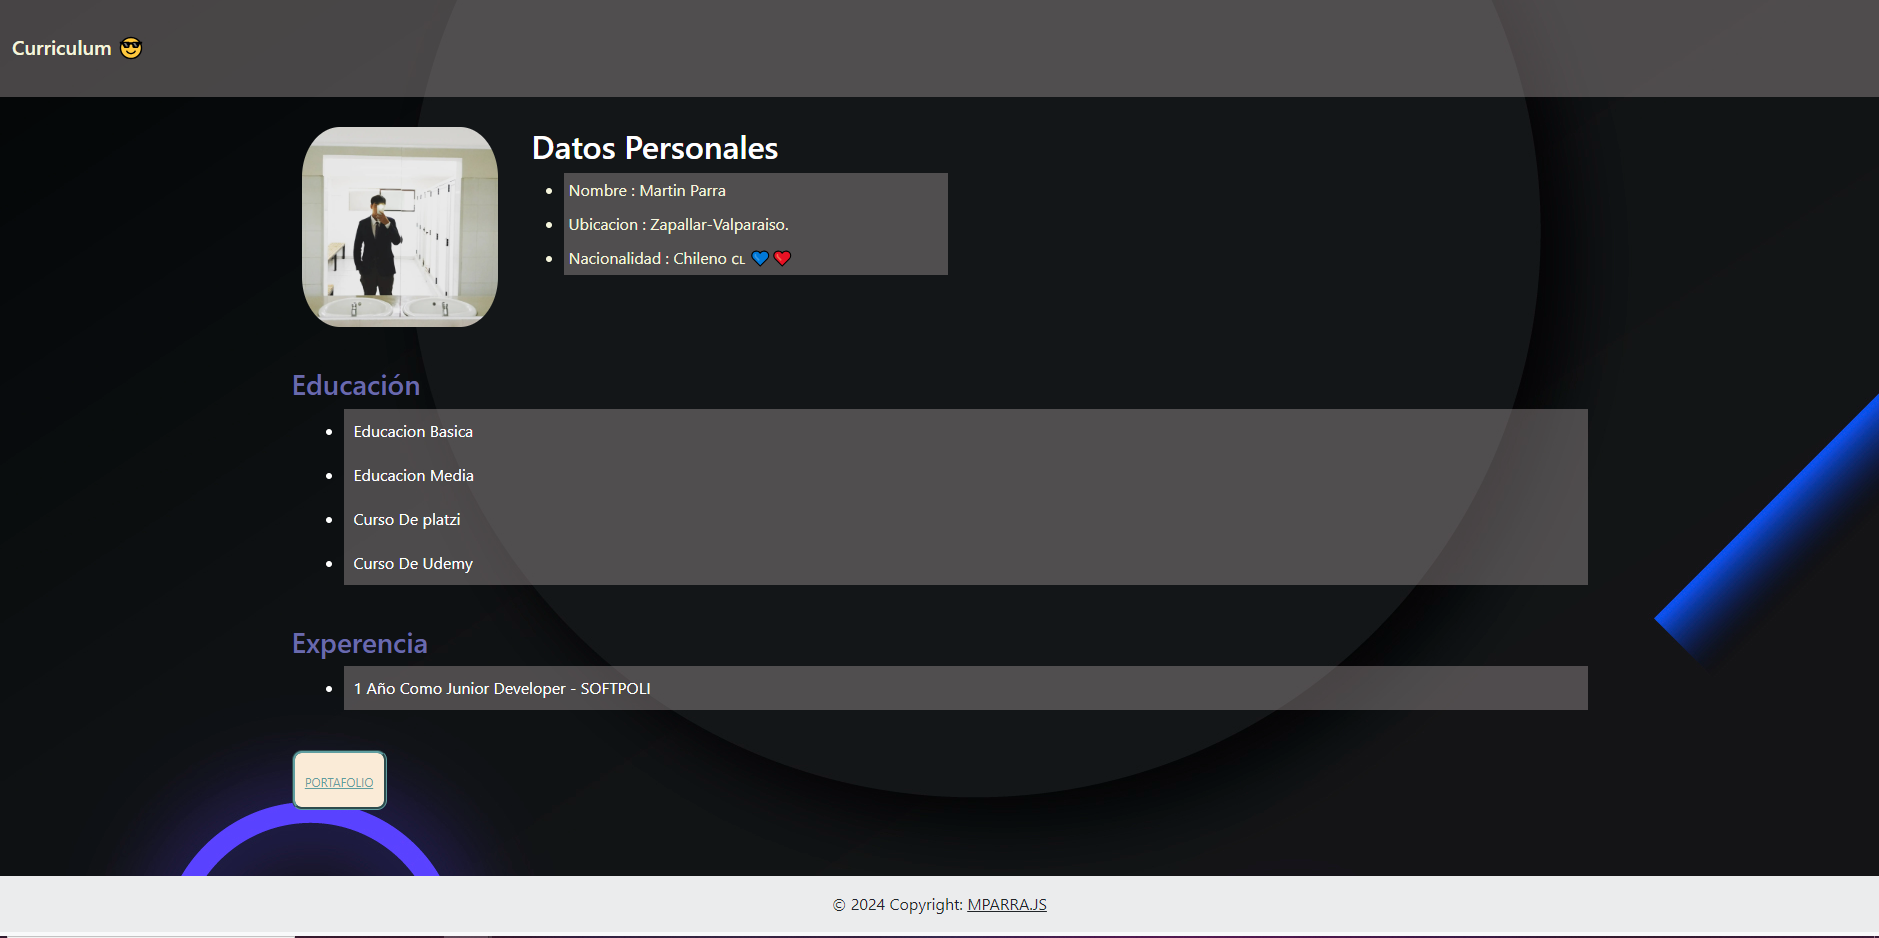 Curriculum 😎
Datos Personales
Nombre : Martin Parra
Ubicacion : Zapallar-Valparaiso.
Nacionalidad : Chileno CL 💙❤️
Educación
Educacion Basica
Educacion Media
Curso De platzi
Curso De Udemy
Experencia
1 Año Como Junior Developer - SOFTPOLI
PORTAFOLIO
© 2024 Copyright: MPARRA.JS